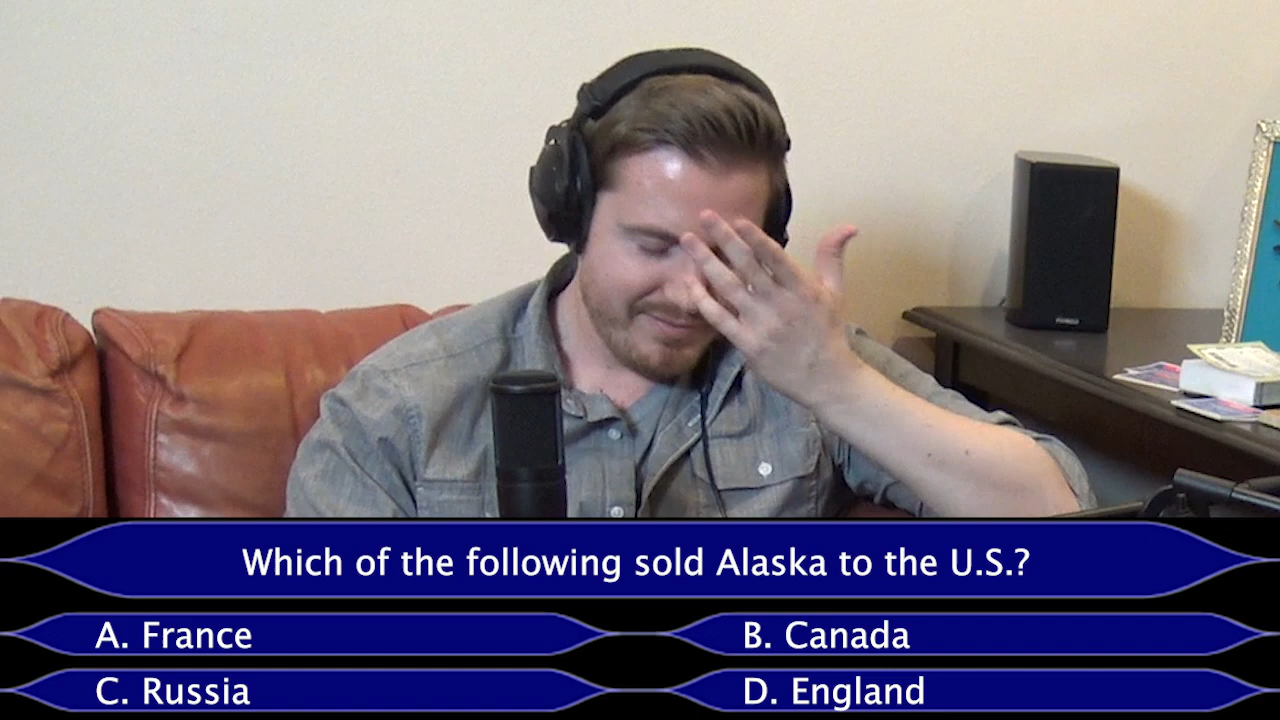 Which of the following sold Alaska to the U.S.?
A. France
B. Canada
C. Russia
D. England